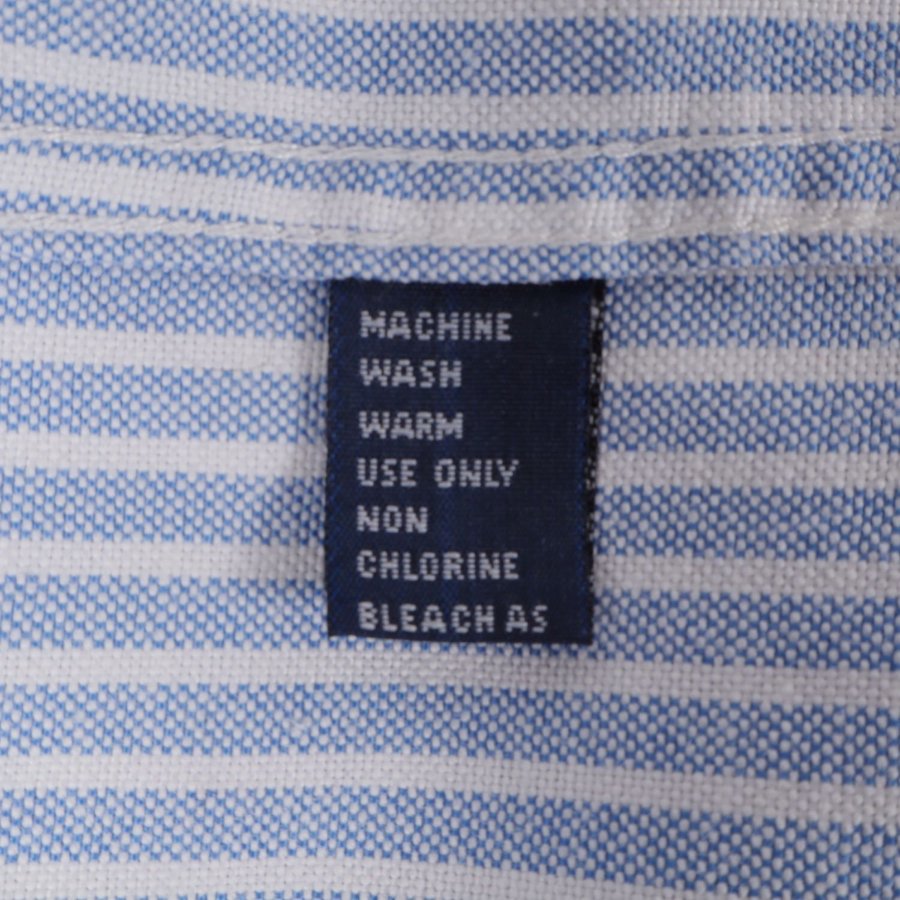 MACHINE
WASH
WARM
USE ONLY
NON
CHLORINE
BLEACH AS